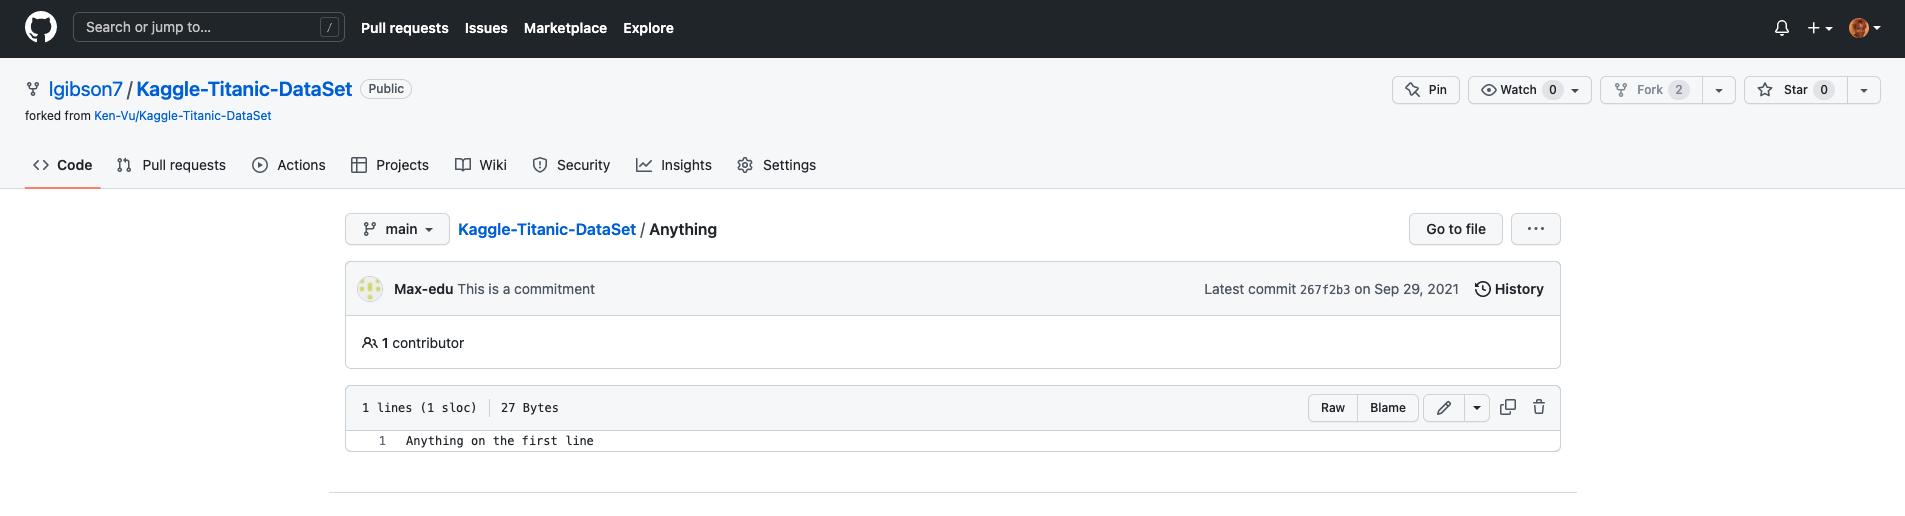 Search or jump to... /
Pull requests Issues Marketplace Explore
lgibson7 / Kaggle-Titanic-DataSet Public
Pin Watch 0 Fork 2 Star 0
forked from Ken-Vu/Kaggle-Titanic-DataSet
Code Pull requests Actions Projects Wiki Security Insights Settings
main Kaggle-Titanic-DataSet / Anything Go to file ...
Max-edu This is a commitment Latest commit 267f2b3 on Sep 29, 2021 History
1 contributor
1 lines (1 sloc) 27 Bytes Raw Blame
1 Anything on the first line